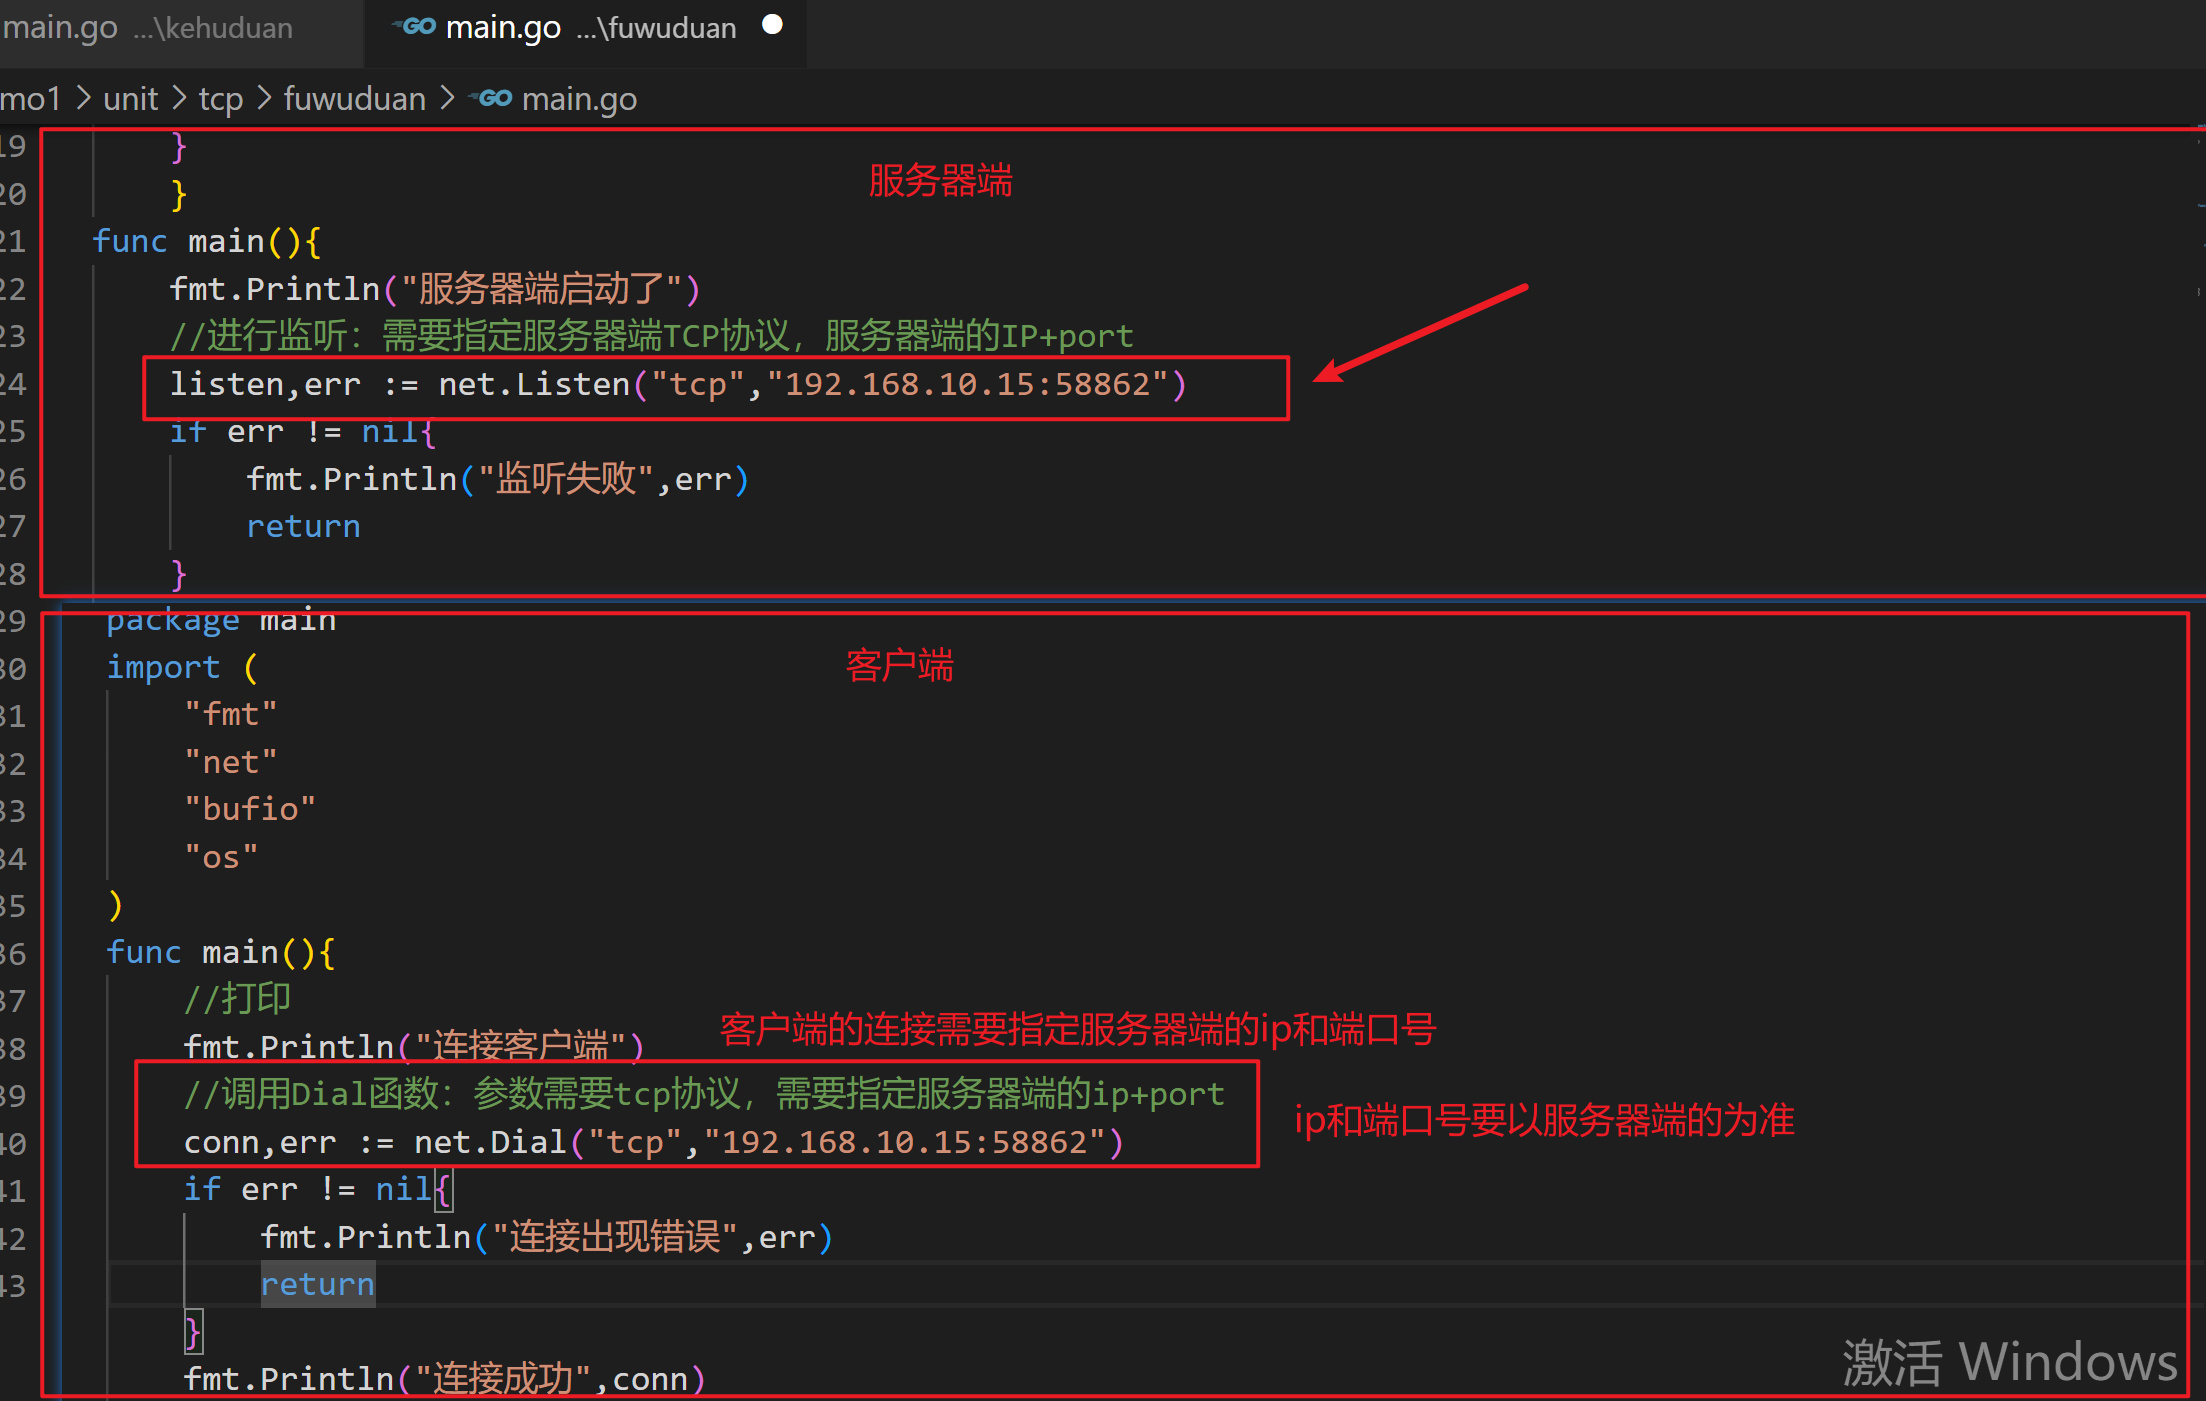 main.go ...\kehuduan
GO main.go ...\fuwuduan
mo1 > unit > tcp > fuwuduan > GO main.go
19 }
服务器端
20 }
21 func main(){
22 fmt.Println("服务器端启动了")
23 //进行监听：需要指定服务器端TCP协议，服务器端的IP+port
24 listen,err := net.Listen("tcp","192.168.10.15:58862")
25 if err != nil{
26 fmt.Println("监听失败",err)
27 return
28 }
29 package main
30 import (
客户端
31 "fmt"
32 "net"
33 "bufio"
34 "os"
35 )
36 func main(){
37 //打印
客户端的连接需要指定服务器端的ip和端口号
38 fmt.Println("连接客户端")
39 //调用Dial函数：参数需要tcp协议，需要指定服务器端的ip+port
ip和端口号要以服务器端的为准
40 conn,err := net.Dial("tcp","192.168.10.15:58862")
41 if err != nil{
42 fmt.Println("连接出现错误",err)
43 return
}
fmt.Println("连接成功",conn)
激活 Windows